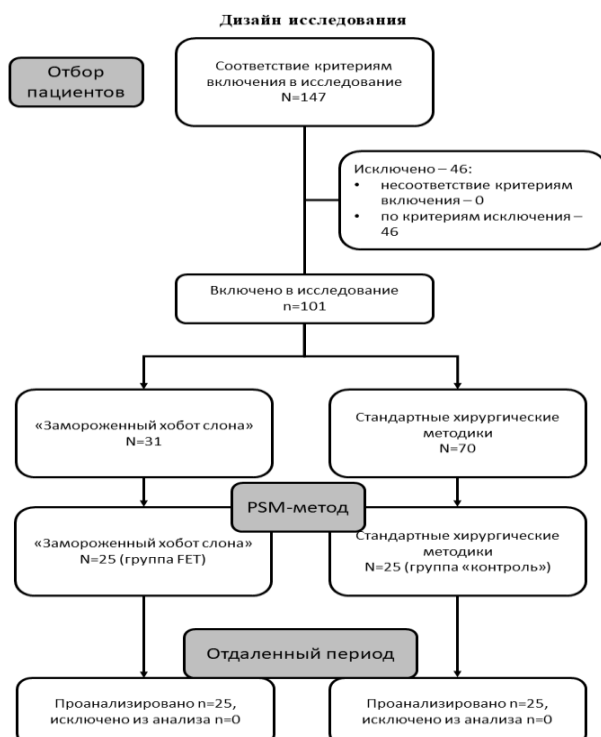 Дизайн исследования
Отбор
пациентов
Соответствие критериям
включения в исследование
N=147
Исключено – 46:
• несоответствие критериям
включения – 0
• по критериям исключения –
46
Включено в исследование
n=101
«Замороженный хобот слона»
N=31
Стандартные хирургические
методики
N=70
PSM-метод
«Замороженный хобот слона»
N=25 (группа FET)
Стандартные хирургические
методики
N=25 (группа «контроль»)
Отдаленный период
Проанализировано n=25,
исключено из анализа n=0
Проанализировано n=25,
исключено из анализа n=0